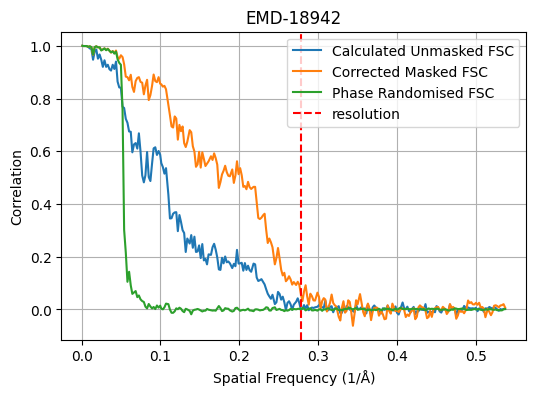 EMD-18942
Calculated Unmasked FSC
Corrected Masked FSC
Phase Randomised FSC
resolution
Correlation
1.0
0.8
0.6
0.4
0.2
0.0
0.0 0.1 0.2 0.3 0.4 0.5
Spatial Frequency (1/Å)